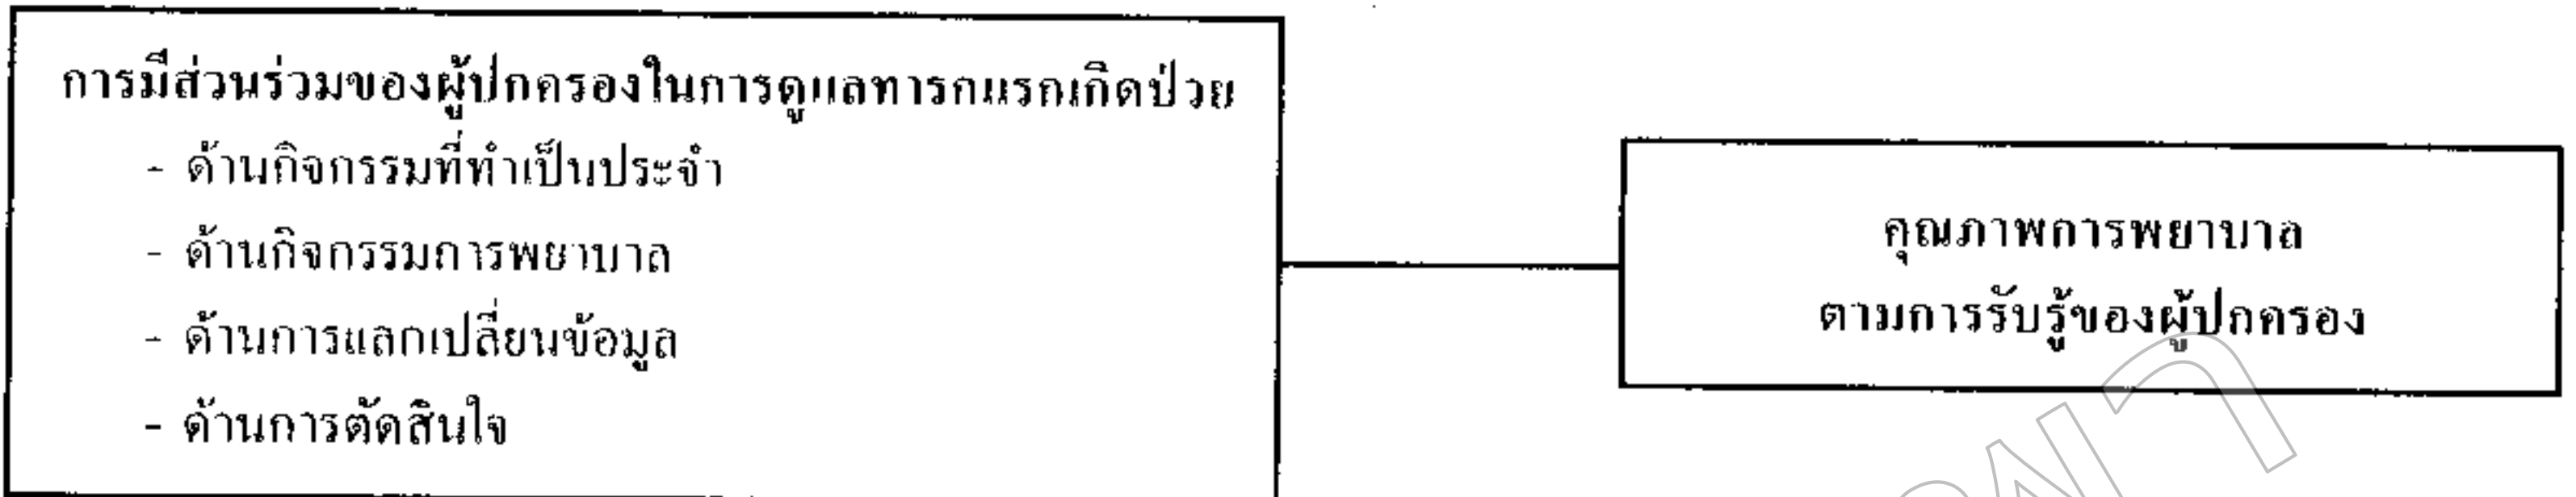 การมีส่วนร่วมของผู้ปกครองในการดูแลทารกแรกเกิดป่วย
- ด้านกิจกรรมที่ทำเป็นประจำ
- ด้านกิจกรรมการพยาบาล
- ด้านการแลกเปลี่ยนข้อมูล
- ด้านการตัดสินใจ
คุณภาพการพยาบาล
ตามการรับรู้ของผู้ปกครอง